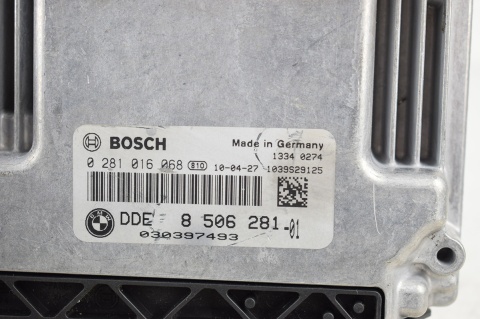 BOSCH Made in Germany
1334 0274
0 281 016 068 810 10-04-27 1039S29125
DDE 8 506 281-01
030397493